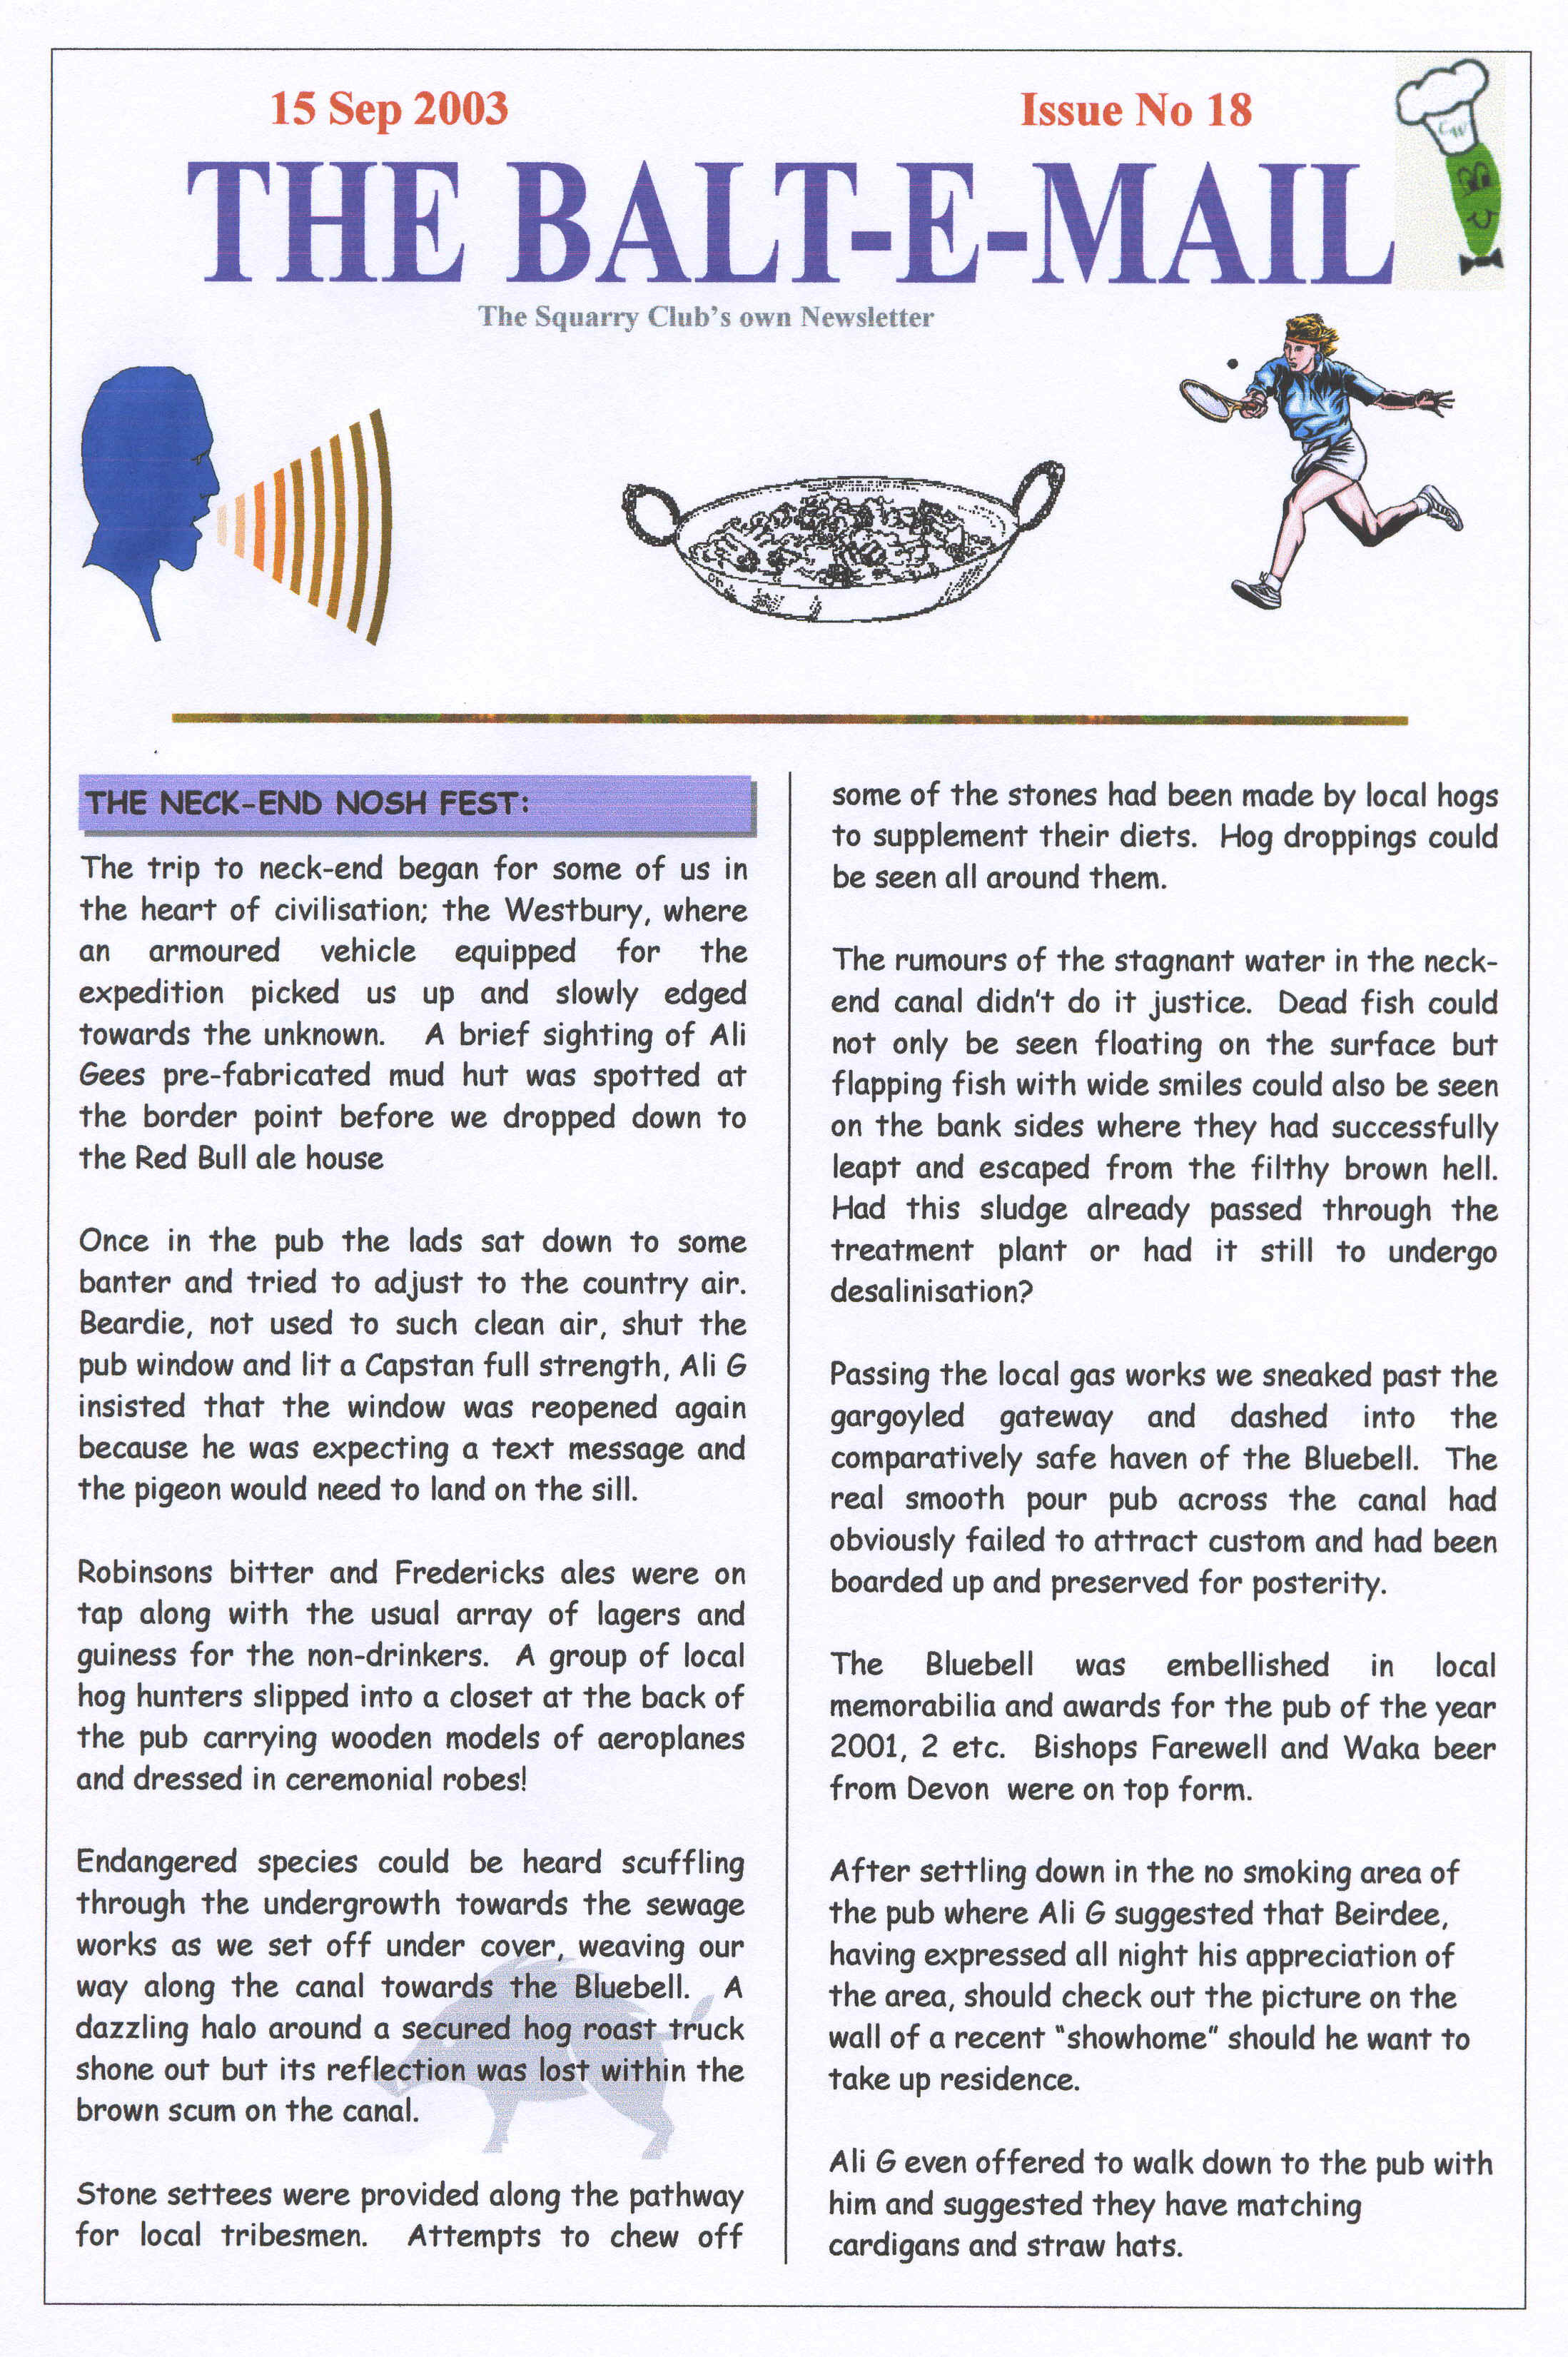 15 Sep 2003
Issue No 18
THE BALT-E-MAIL
The Squarry Club's own Newsletter
THE NECK-END NOSH FEST:
The trip to neck-end began for some of us in
the heart of civilisation; the Westbury, where
an armoured vehicle equipped for the
expedition picked us up and slowly edged
towards the unknown. A brief sighting of Ali
Gees pre-fabricated mud hut was spotted at
the border point before we dropped down to
the Red Bull ale house
Once in the pub the lads sat down to some
banter and tried to adjust to the country air.
Beardie, not used to such clean air, shut the
pub window and lit a Capstan full strength, Ali G
insisted that the window was reopened again
because he was expecting a text message and
the pigeon would need to land on the sill.
Robinsons bitter and Fredericks ales were on
tap along with the usual array of lagers and
guiness for the non-drinkers. A group of local
hog hunters slipped into a closet at the back of
the pub carrying wooden models of aeroplanes
and dressed in ceremonial robes!
Endangered species could be heard scuffling
through the undergrowth towards the sewage
works as we set off under cover, weaving our
way along the canal towards the Bluebell. A
dazzling halo around a secured hog roast truck
shone out but its reflection was lost within the
brown scum on the canal.
Stone settees were provided along the pathway
for local tribesmen. Attempts to chew off
some of the stones had been made by local hogs
to supplement their diets. Hog droppings could
be seen all around them.
The rumours of the stagnant water in the neck-
end canal didn't do it justice. Dead fish could
not only be seen floating on the surface but
flapping fish with wide smiles could also be seen
on the bank sides where they had successfully
leapt and escaped from the filthy brown hell.
Had this sludge already passed through the
treatment plant or had it still to undergo
desalinisation?
Passing the local gas works we sneaked past the
gargoyled gateway and dashed into the
comparatively safe haven of the Bluebell. The
real smooth pour pub across the canal had
obviously failed to attract custom and had been
boarded up and preserved for posterity.
The Bluebell was embellished in local
memorabilia and awards for the pub of the year
2001, 2 etc. Bishops Farewell and Waka beer
from Devon were on top form.
After settling down in the no smoking area of
the pub where Ali G suggested that Beirdee,
having expressed all night his appreciation of
the area, should check out the picture on the
wall of a recent "showhome" should he want to
take up residence.
Ali G even offered to walk down to the pub with
him and suggested they have matching
cardigans and straw hats.